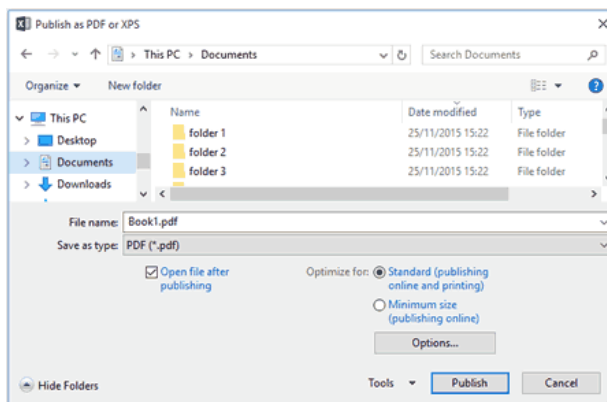 Publish as PDF or XPS
This PC > Documents
Search Documents
Organize
New folder
Name Date modified Type
This PC
Desktop
Documents
Downloads
folder 1 25/11/2015 15:22 File folder
folder 2 25/11/2015 15:22 File folder
folder 3 25/11/2015 15:22 File folder
File name: Book1.pdf
Save as type: PDF (*.pdf)
Open file after
publishing
Optimize for: Standard (publishing
online and printing)
Minimum size
(publishing online)
Options...
Hide Folders
Tools
Publish
Cancel